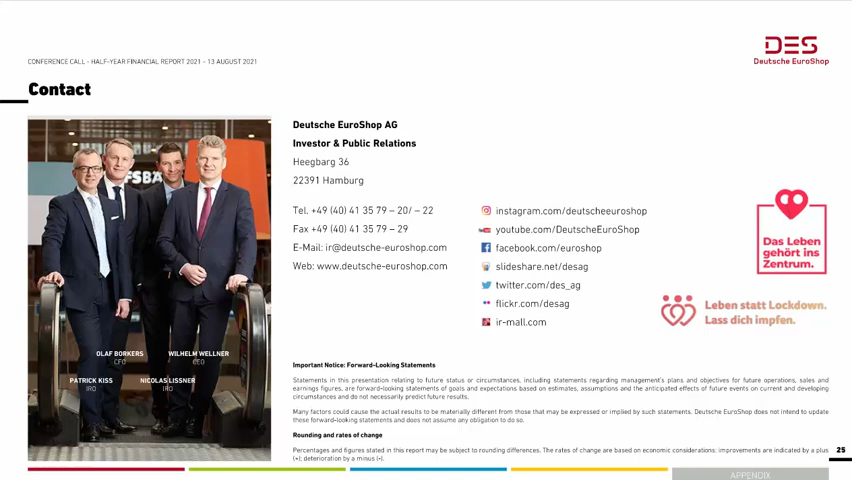 DES
Deutsche EuroShop
CONFERENCE CALL - HALF-YEAR FINANCIAL REPORT 2021 - 13 AUGUST 2021
Contact
FSBÄ
OLAF BORKERS
CFO
WILHELM WELLNER
CEO
PATRICK KISS
IRO
NICOLAS LISSNER
IRO
Deutsche EuroShop AG
Investor & Public Relations
Heegbarg 36
22391 Hamburg
Tel. +49 (40) 41 35 79 – 20/ – 22
Fax +49 (40) 41 35 79 – 29
E-Mail: ir@deutsche-euroshop.com
Web: www.deutsche-euroshop.com
instagram.com/deutscheeuroshop
youtube.com/DeutscheEuroShop
facebook.com/euroshop
slideshare.net/desag
twitter.com/des_ag
flickr.com/desag
ir-mall.com
Das Leben
gehört ins
Zentrum.
Leben statt Lockdown.
Lass dich impfen.
Important Notice: Forward-Looking Statements
Statements in this presentation relating to future status or circumstances, including statements regarding management's plans and objectives for future operations, sales and
earnings figures, are forward-looking statements of goals and expectations based on estimates, assumptions and the anticipated effects of future events on current and developing
circumstances and do not necessarily predict future results.
Many factors could cause the actual results to be materially different from those that may be expressed or implied by such statements. Deutsche EuroShop does not intend to update
these forward-looking statements and does not assume any obligation to do so.
Rounding and rates of change
Percentages and figures stated in this report may be subject to rounding differences. The rates of change are based on economic considerations: improvements are indicated by a plus
(+); deterioration by a minus (-).
25
APPENDIX